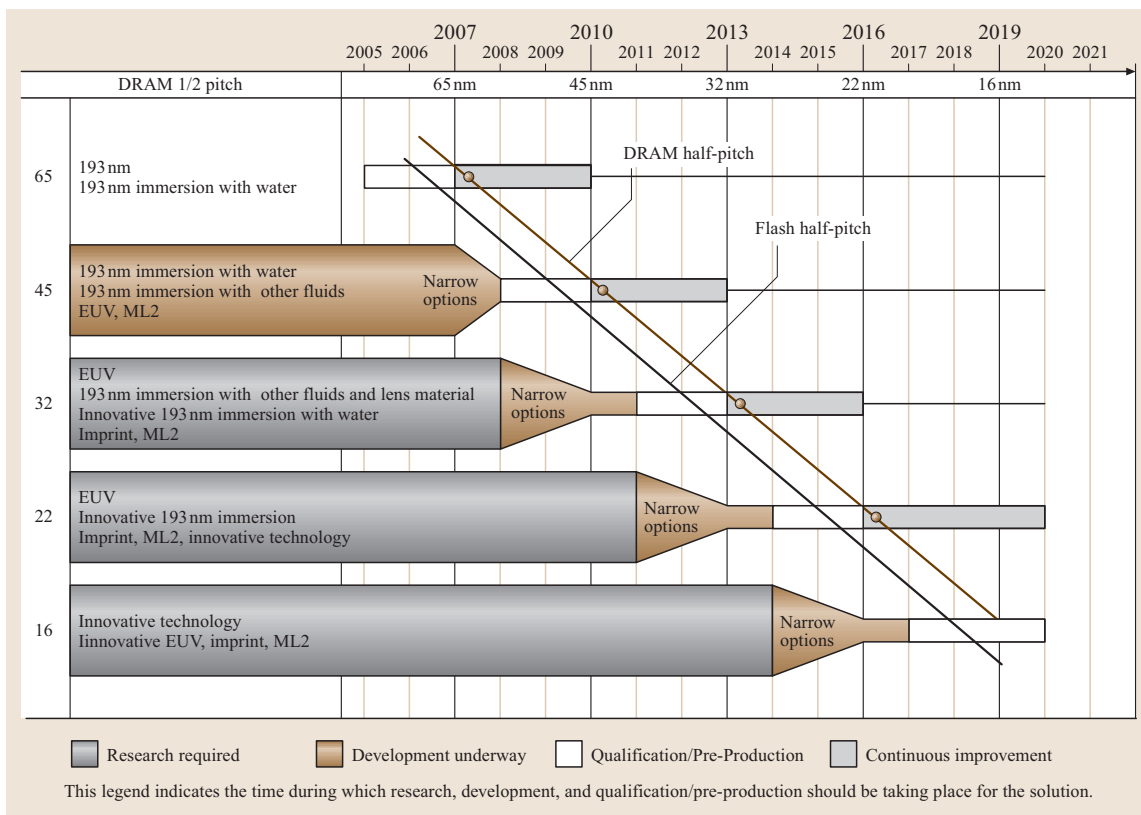 2007 2010 2013 2016 2019
2005 2006 2008 2009 2011 2012 2014 2015 2017 2018 2020 2021
DRAM 1/2 pitch 65 nm 45 nm 32 nm 22 nm 16 nm
DRAM half-pitch
65
193 nm
193 nm immersion with water
Flash half-pitch
45
193 nm immersion with water
193 nm immersion with other fluids
EUV, ML2
Narrow
options
32
EUV
193 nm immersion with other fluids and lens material
Innovative 193 nm immersion with water
Imprint, ML2
Narrow
options
22
EUV
Innovative 193 nm immersion
Imprint, ML2, innovative technology
Narrow
options
16
Innovative technology
Iinnovative EUV, imprint, ML2
Narrow
options
Research required Development underway Qualification/Pre-Production Continuous improvement
This legend indicates the time during which research, development, and qualification/pre-production should be taking place for the solution.